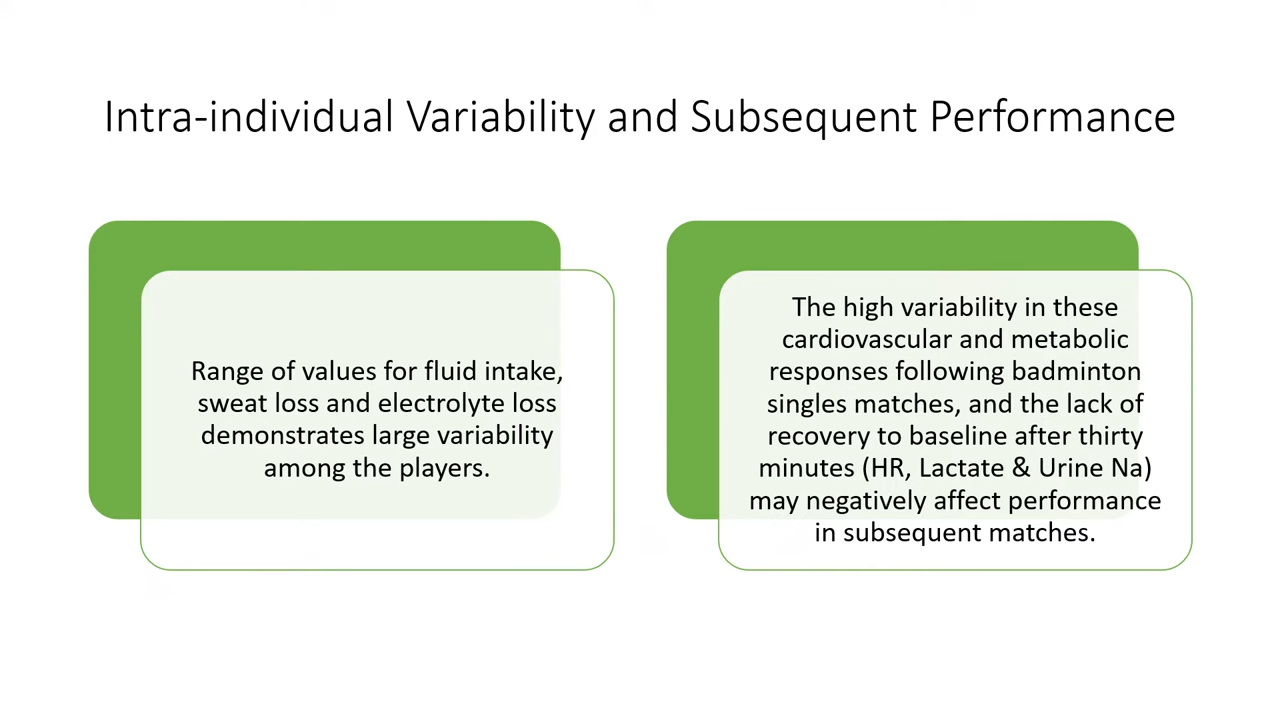 Intra-individual Variability and Subsequent Performance
Range of values for fluid intake,
sweat loss and electrolyte loss
demonstrates large variability
among the players.
The high variability in these
cardiovascular and metabolic
responses following badminton
singles matches, and the lack of
recovery to baseline after thirty
minutes (HR, Lactate & Urine Na)
may negatively affect performance
in subsequent matches.